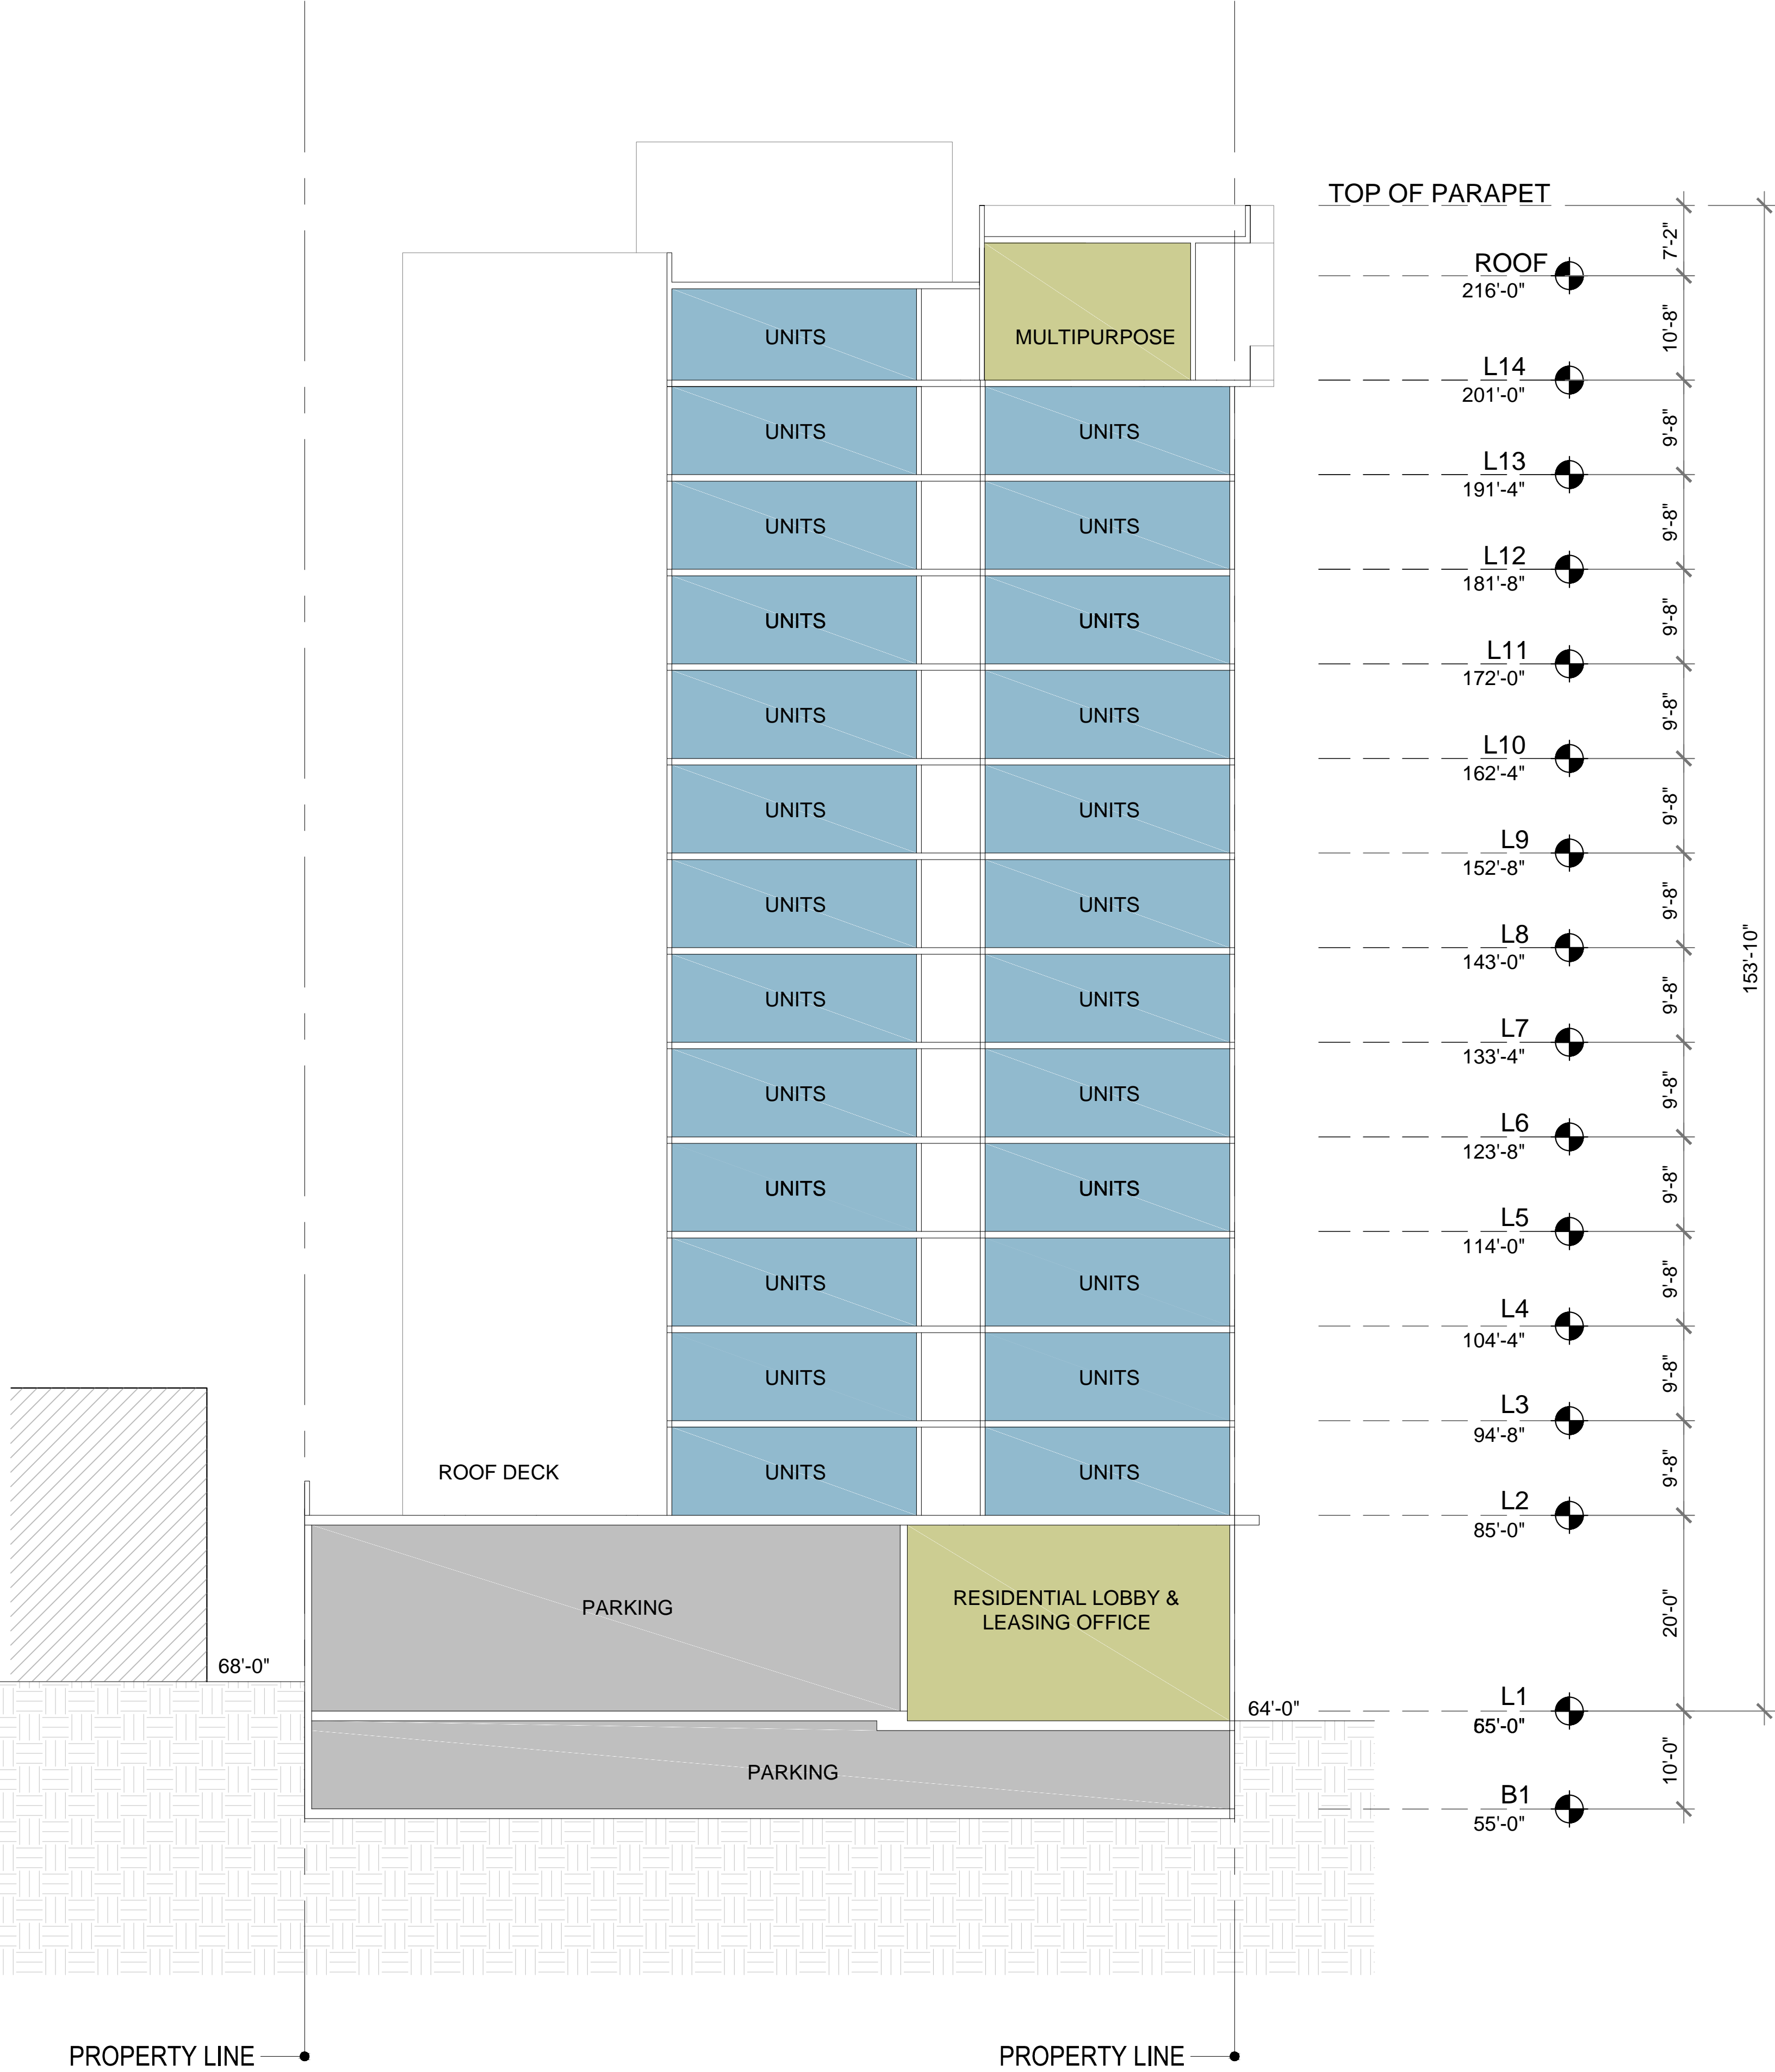 TOP OF PARAPET
7'-2"
ROOF
216'-0"
10'-8"
UNITS
MULTIPURPOSE
L14
201'-0"
9'-8"
UNITS
UNITS
L13
191'-4"
9'-8"
UNITS
UNITS
L12
181'-8"
9'-8"
UNITS
UNITS
L11
172'-0"
9'-8"
UNITS
UNITS
L10
162'-4"
9'-8"
UNITS
UNITS
L9
152'-8"
9'-8"
UNITS
UNITS
L8
143'-0"
153'-10"
9'-8"
UNITS
UNITS
L7
133'-4"
9'-8"
UNITS
UNITS
L6
123'-8"
9'-8"
UNITS
UNITS
L5
114'-0"
9'-8"
UNITS
UNITS
L4
104'-4"
9'-8"
UNITS
UNITS
L3
94'-8"
9'-8"
ROOF DECK
UNITS
UNITS
L2
85'-0"
20'-0"
PARKING
RESIDENTIAL LOBBY &
LEASING OFFICE
68'-0"
64'-0"
L1
65'-0"
10'-0"
PARKING
B1
55'-0"
PROPERTY LINE
PROPERTY LINE